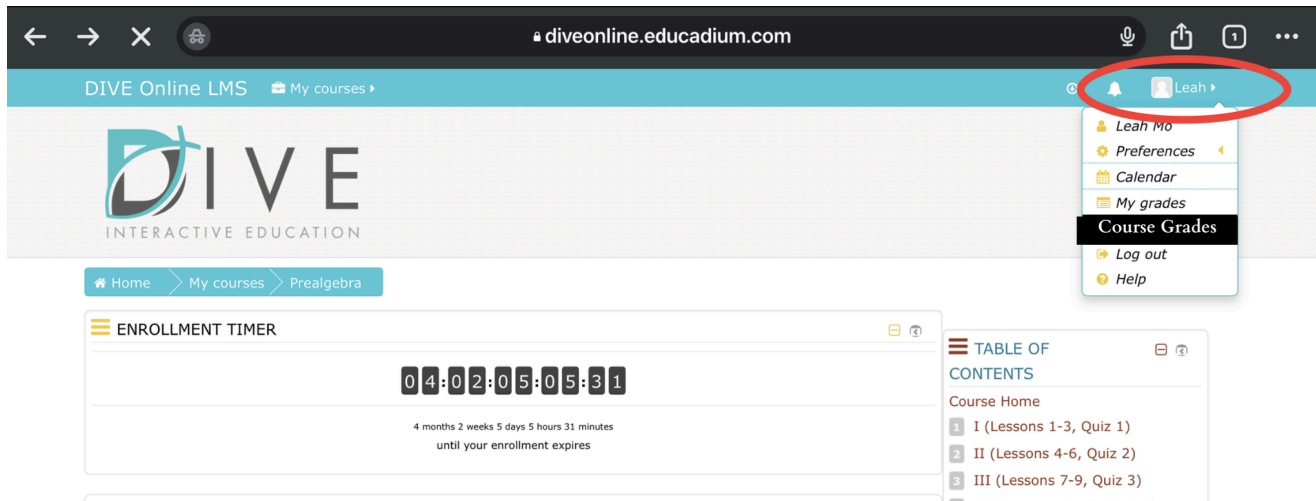 diveonline.educadium.com
1
DIVE Online LMS My courses
Leah
Leah Mo
Preferences
Calendar
My grades
Course Grades
Log out
Help
DIVE
INTERACTIVE EDUCATION
Home My courses Prealgebra
ENROLLMENT TIMER
04:02:05:05:31
4 months 2 weeks 5 days 5 hours 31 minutes
until your enrollment expires
TABLE OF
CONTENTS
Course Home
1 I (Lessons 1-3, Quiz 1)
2 II (Lessons 4-6, Quiz 2)
3 III (Lessons 7-9, Quiz 3)